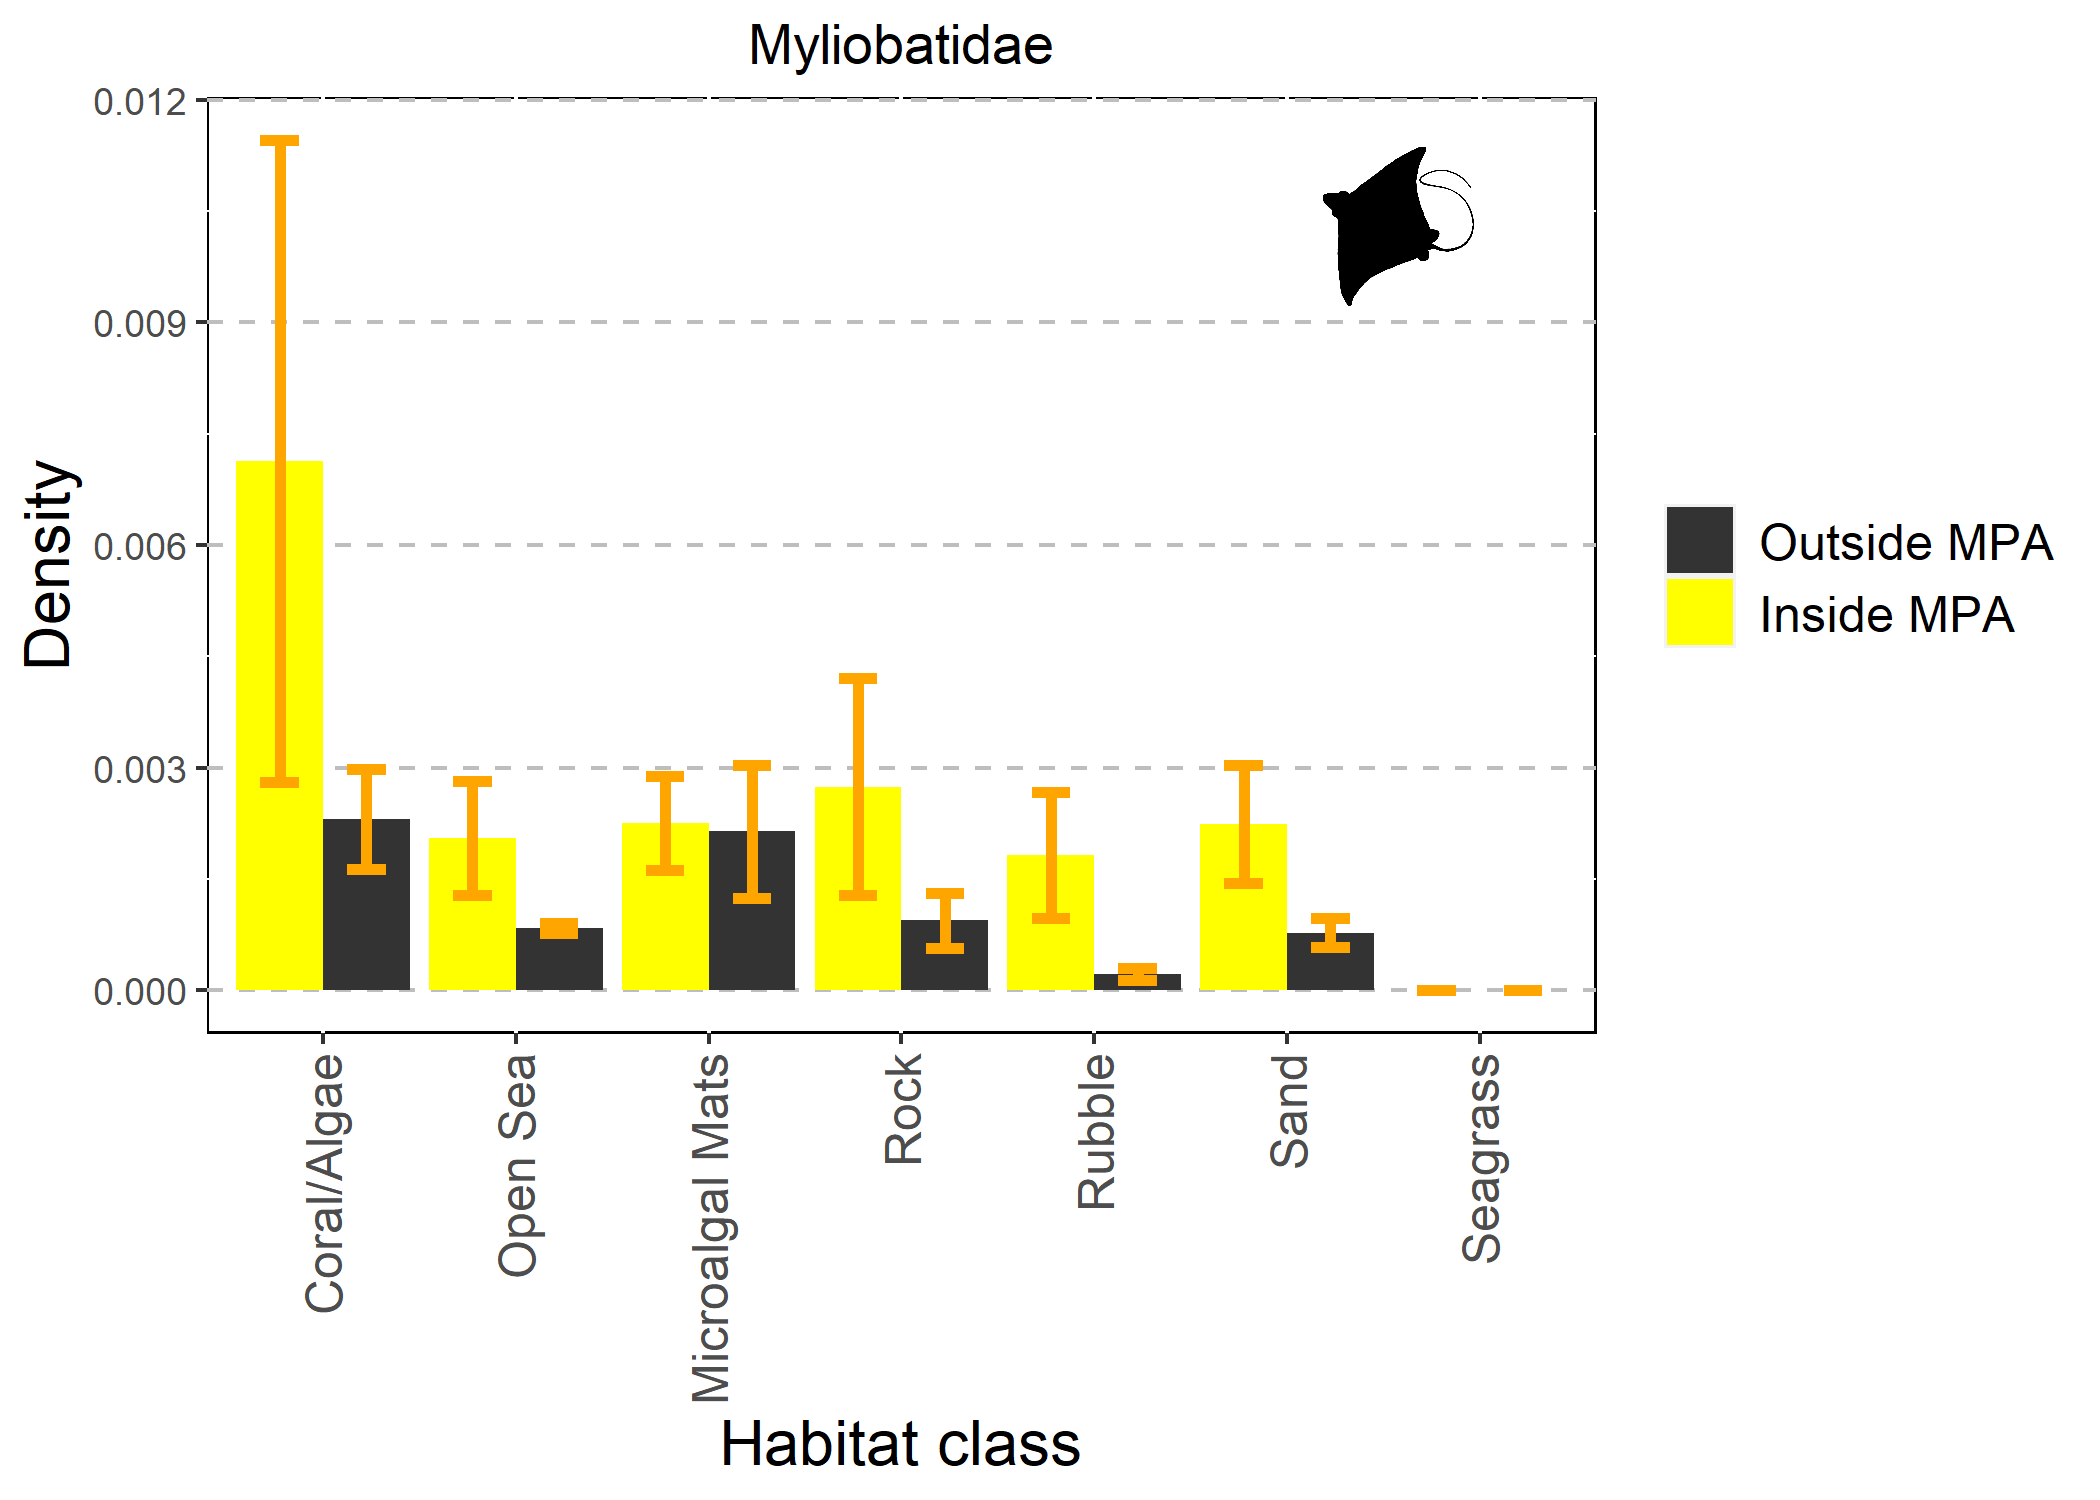 Myliobatidae
0.012
0.009
0.006
0.003
0.000
Density
Coral/Algae
Open Sea
Microalgal Mats
Rock
Rubble
Sand
Seagrass
Habitat class
Outside MPA
Inside MPA